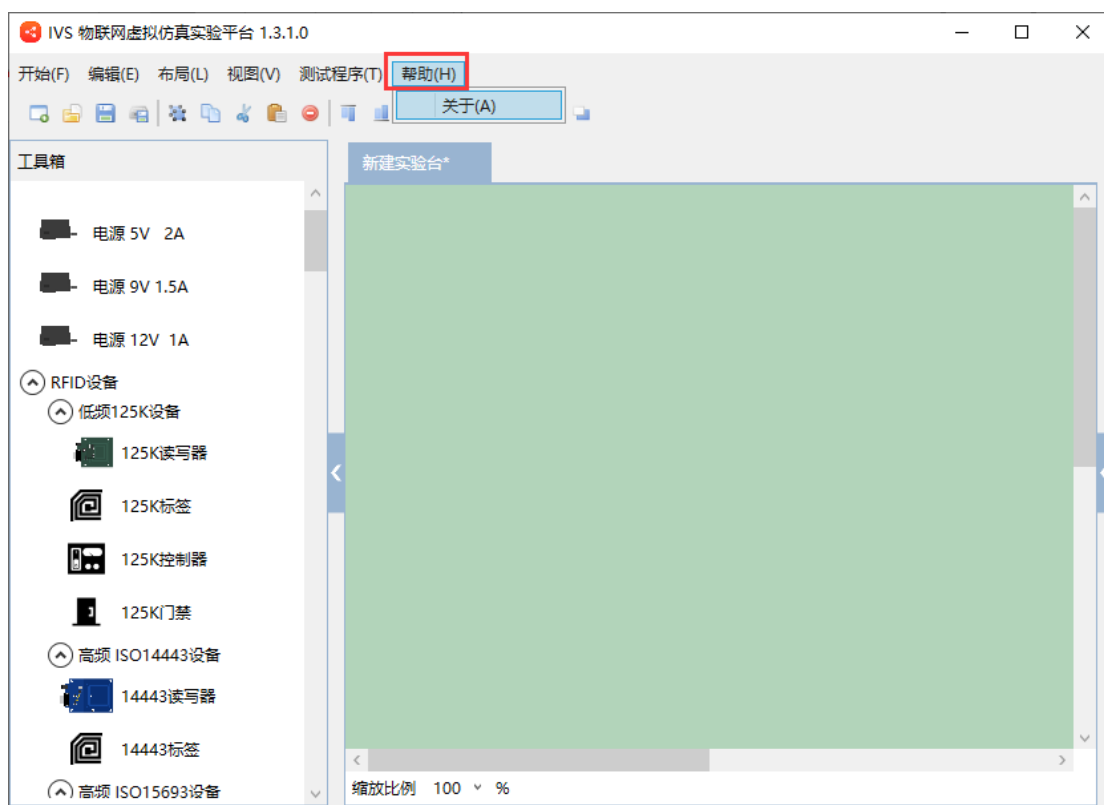 IVS 物联网虚拟仿真实验平台 1.3.1.0
开始(F) 编辑(E) 布局(L) 视图(V) 测试程序(T) 帮助(H)
关于(A)
工具箱
新建实验台*
电源 5V 2A
电源 9V 1.5A
电源 12V 1A
RFID设备
低频125K设备
125K读写器
125K标签
125K控制器
125K门禁
高频 ISO14443设备
14443读写器
14443标签
高频 ISO15693设备
缩放比例 100 %